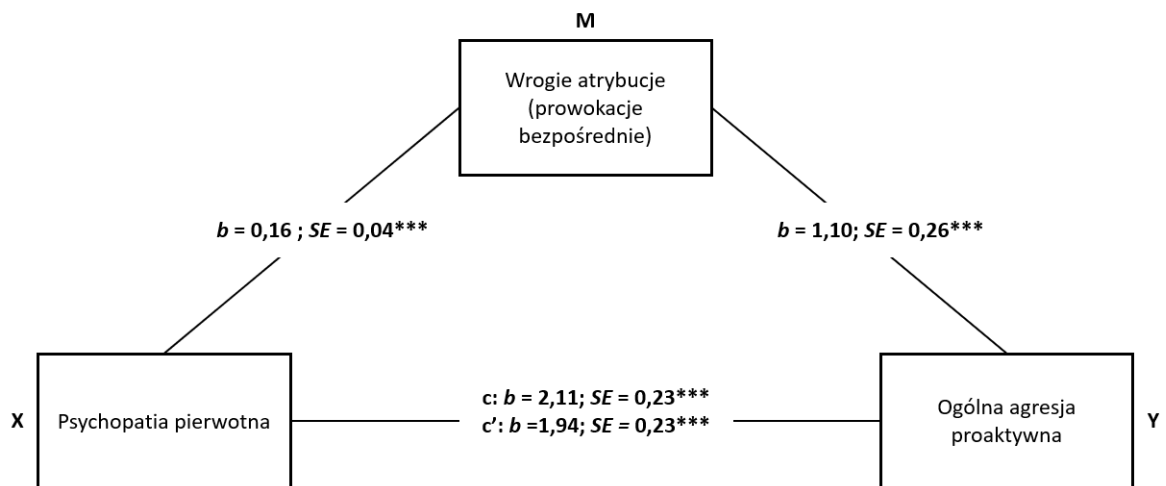 M
Wrogie atrybucje
(prowokacje
bezpośrednie)
b = 0,16 ; SE = 0,04***
b = 1,10; SE = 0,26***
X
Psychopatia pierwotna
c: b = 2,11; SE = 0,23***
c’: b =1,94; SE = 0,23***
Ogólna agresja
proaktywna
Y